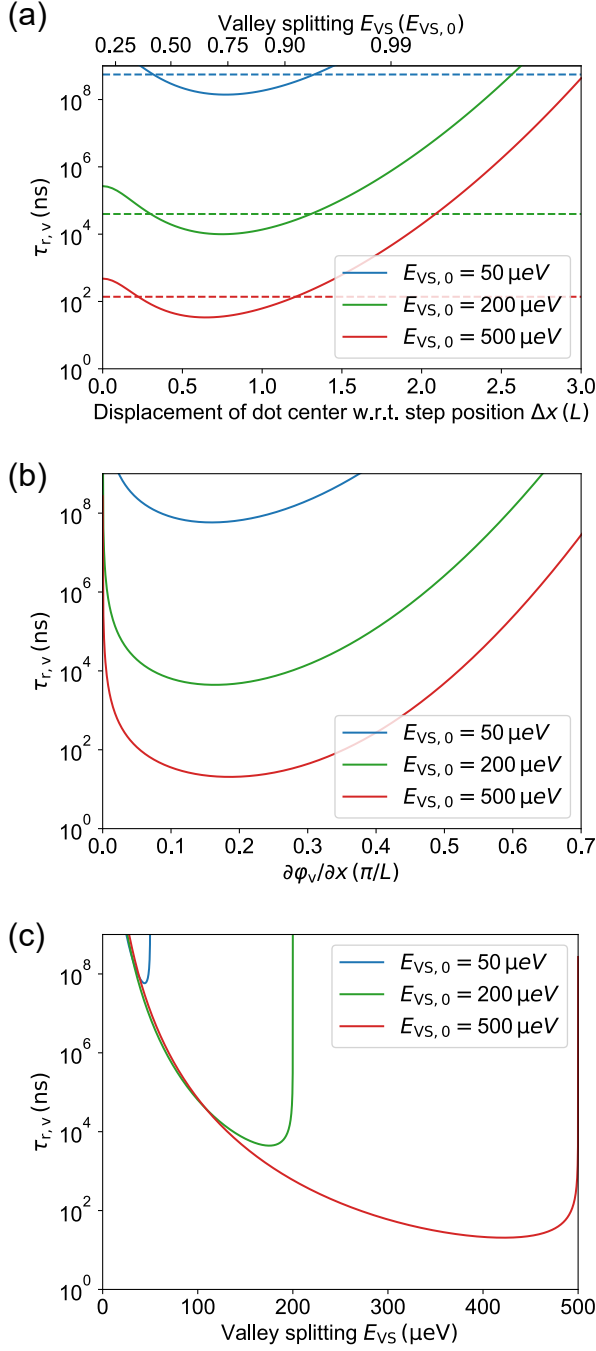 (a)
Valley splitting E_VS (E_VS,0)
0.25 0.50 0.75 0.90 0.99
10^8
10^6
10^4
10^2
10^0
τ_r,v (ns)
E_VS,0 = 50 μeV
E_VS,0 = 200 μeV
E_VS,0 = 500 μeV
0.0 0.5 1.0 1.5 2.0 2.5 3.0
Displacement of dot center w.r.t. step position Δx (L)
(b)
10^8
10^6
10^4
10^2
10^0
τ_r,v (ns)
E_VS,0 = 50 μeV
E_VS,0 = 200 μeV
E_VS,0 = 500 μeV
0.0 0.1 0.2 0.3 0.4 0.5 0.6 0.7
∂φ_v/∂x (π/L)
(c)
10^8
10^6
10^4
10^2
10^0
τ_r,v (ns)
E_VS,0 = 50 μeV
E_VS,0 = 200 μeV
E_VS,0 = 500 μeV
0 100 200 300 400 500
Valley splitting E_VS (μeV)